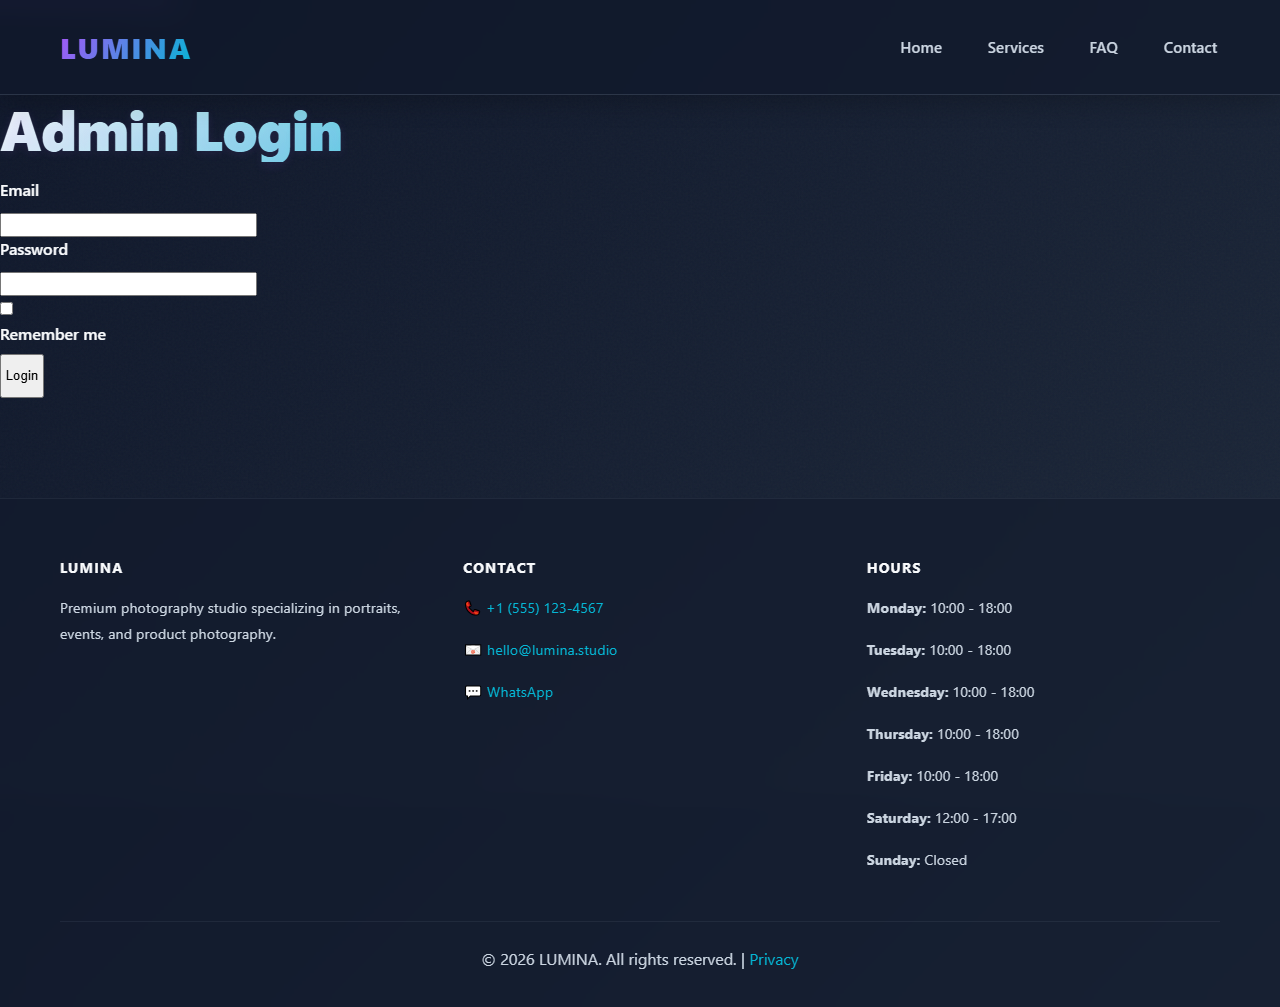 LUMINA
Home Services FAQ Contact
Admin Login
Email
Password
Remember me
Login
LUMINA
Premium photography studio specializing in portraits,
events, and product photography.
CONTACT
📞 +1 (555) 123-4567
📧 hello@lumina.studio
💬 WhatsApp
HOURS
Monday: 10:00 - 18:00
Tuesday: 10:00 - 18:00
Wednesday: 10:00 - 18:00
Thursday: 10:00 - 18:00
Friday: 10:00 - 18:00
Saturday: 12:00 - 17:00
Sunday: Closed
© 2026 LUMINA. All rights reserved. | Privacy